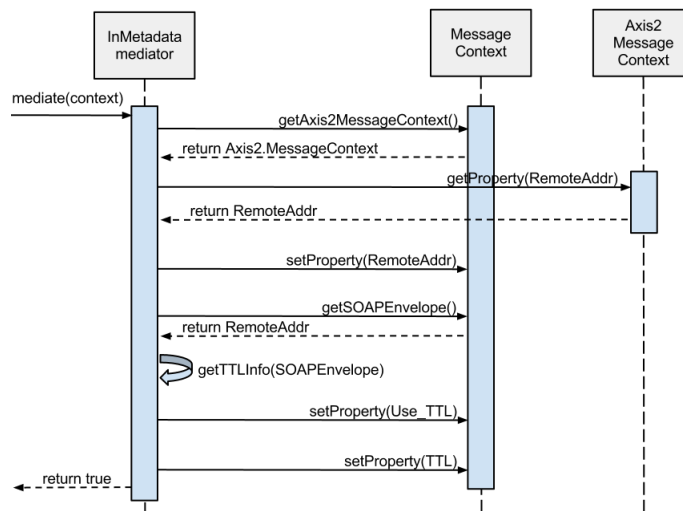 InMetadata
mediator
Message
Context
Axis2
Message
Context
mediate(context)
getAxis2MessageContext()
return Axis2.MessageContext
getProperty(RemoteAddr)
return RemoteAddr
setProperty(RemoteAddr)
getSOAPEnvelope()
return RemoteAddr
getTTLInfo(SOAPEnvelope)
setProperty(Use_TTL)
setProperty(TTL)
return true